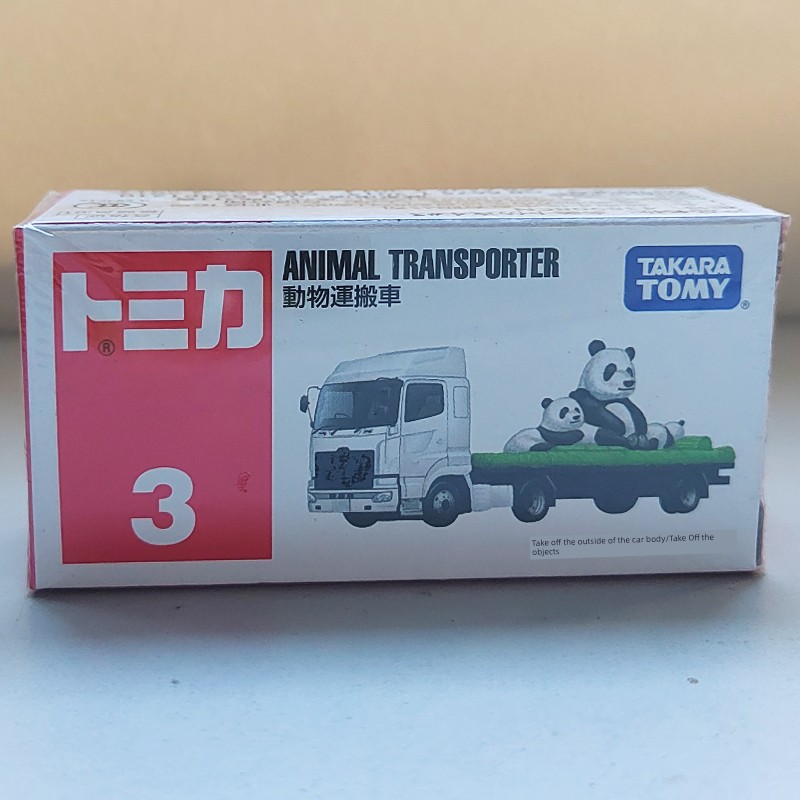 トミカ
®
3
ANIMAL TRANSPORTER
動物運搬車
TAKARA
TOMY
®
Take off the outside of the car body/Take Off the
objects